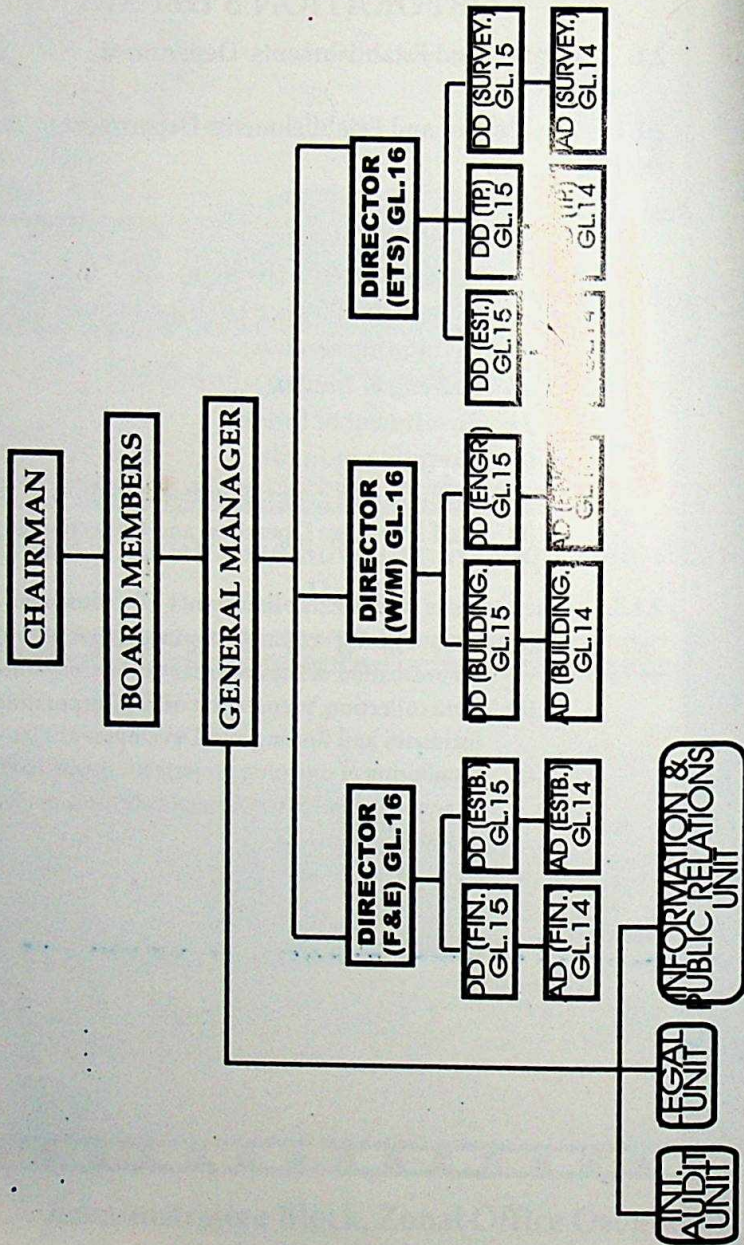 CHAIRMAN
BOARD MEMBERS
GENERAL MANAGER
DIRECTOR
(F&E) GL.16
DIRECTOR
(W/M) GL.16
DIRECTOR
(ETS) GL.16
DD (FIN.
GL.15
DD (ESTB.)
GL.15
DD (BUILDING.
GL.15
DD (ENGR.)
GL.15
DD (EST.)
GL.15
DD (TP.)
GL.15
DD (SURVEY.)
GL.15
AD (FIN.
GL.14
AD (ESTB.)
GL.14
AD (BUILDING.
GL.14
AD
GL.
GL.14
AD (SURVEY.)
GL.14
INT.
AUDIT
UNIT
LEGAL
UNIT
INFORMATION &
PUBLIC RELATIONS
UNIT